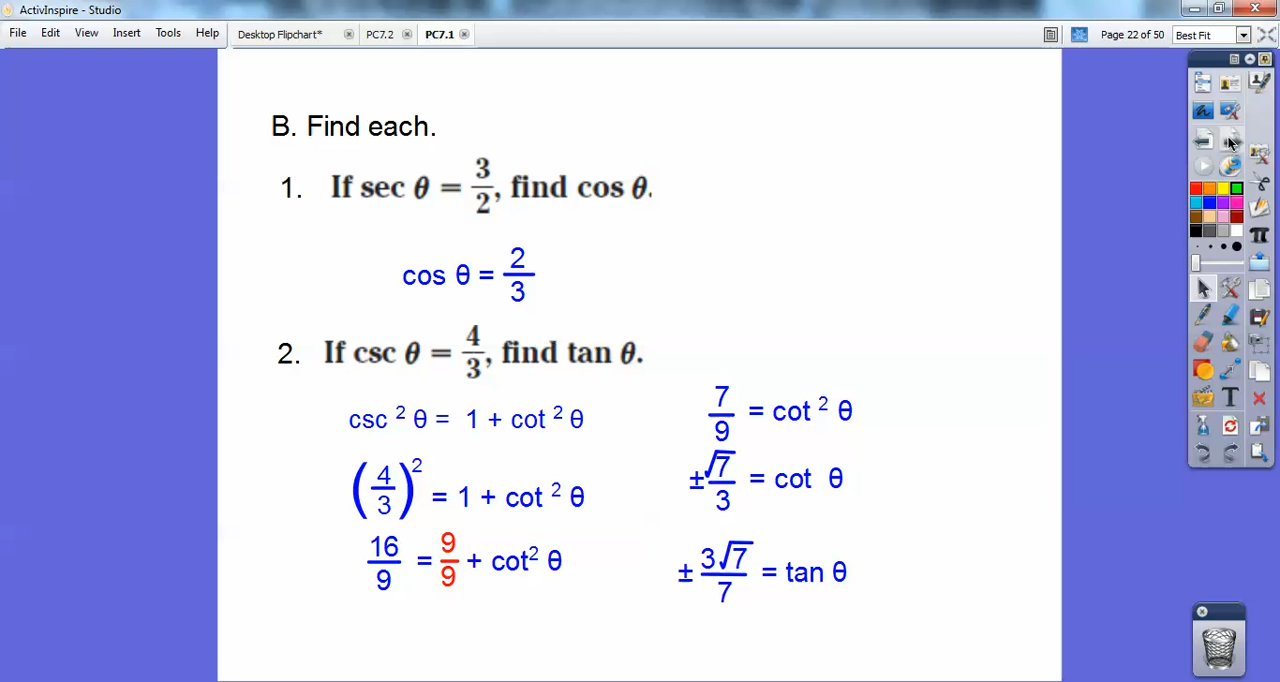 ActivInspire - Studio
File Edit View Insert Tools Help Desktop Flipchart* PC7.2 PC7.1 Page 22 of 50 Best Fit
B. Find each.
1. If sec θ = 3/2, find cos θ.
cos θ = 2/3
2. If csc θ = 4/3, find tan θ.
csc ² θ = 1 + cot ² θ
(4/3)² = 1 + cot ² θ
16/9 = 9/9 + cot² θ
7/9 = cot ² θ
±√7/3 = cot θ
± 3√7/7 = tan θ